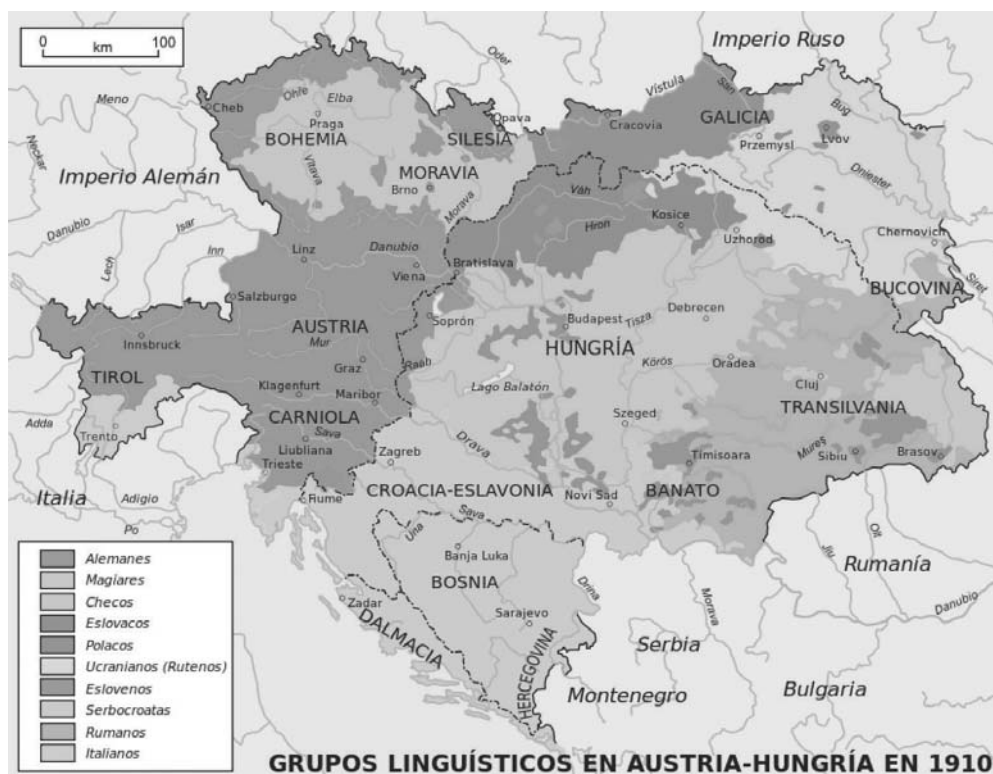 0 100
km
Imperio Ruso
Oder
Meno
Ohře
Elba
Cheb
Praga
BOHEMIA
Opava
SILESIA
Vístula
San
Cracovia
GALICIA
Bug
Przemysl
Lvov
Neckar
Imperio Alemán
Vltava
MORAVIA
Brno
Morava
Dniester
Váh
Hron
Kosice
Uzhorod
Chernovich
Danubio
Isar
Inn
Lech
Linz
Danubio
Viena
Bratislava
Siret
BUCOVINA
Salzburgo
Soprón
Budapest
Tisza
Debrecen
AUSTRIA
Mur
HUNGRÍA
Innsbruck
Graz
Raab
Körös
Oradea
TIROL
Klagenfurt
Maribor
Lago Balatón
Cluj
CARNIOLA
Szeged
TRANSILVANIA
Adda
Trento
Sava
Liubliana
Drava
Mureş
Trieste
Zagreb
Timisoara
Sibiu
Brasov
Italia
Adigio
Fiume
CROACIA-ESLAVONIA
Novi Sad
BANATO
Po
Una
Sava
Banja Luka
BOSNIA
Drina
Morava
Jiu
Olt
Rumanía
Zadar
Sarajevo
Danubio
DALMACIA
HERCEGOVINA
Serbia
Montenegro
Bulgaria
Alemanes
Magiares
Checos
Eslovacos
Polacos
Ucranianos (Rutenos)
Eslovenos
Serbocroatas
Rumanos
Italianos
GRUPOS LINGUÍSTICOS EN AUSTRIA-HUNGRÍA EN 1910